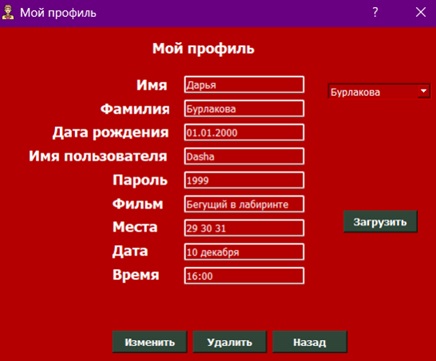 Мой профиль
?
Мой профиль
Имя Дарья Бурлакова
Фамилия Бурлакова
Дата рождения 01.01.2000
Имя пользователя Dasha
Пароль 1999
Фильм Бегущий в лабиринте
Места 29 30 31 Загрузить
Дата 10 декабря
Время 16:00
Изменить Удалить Назад